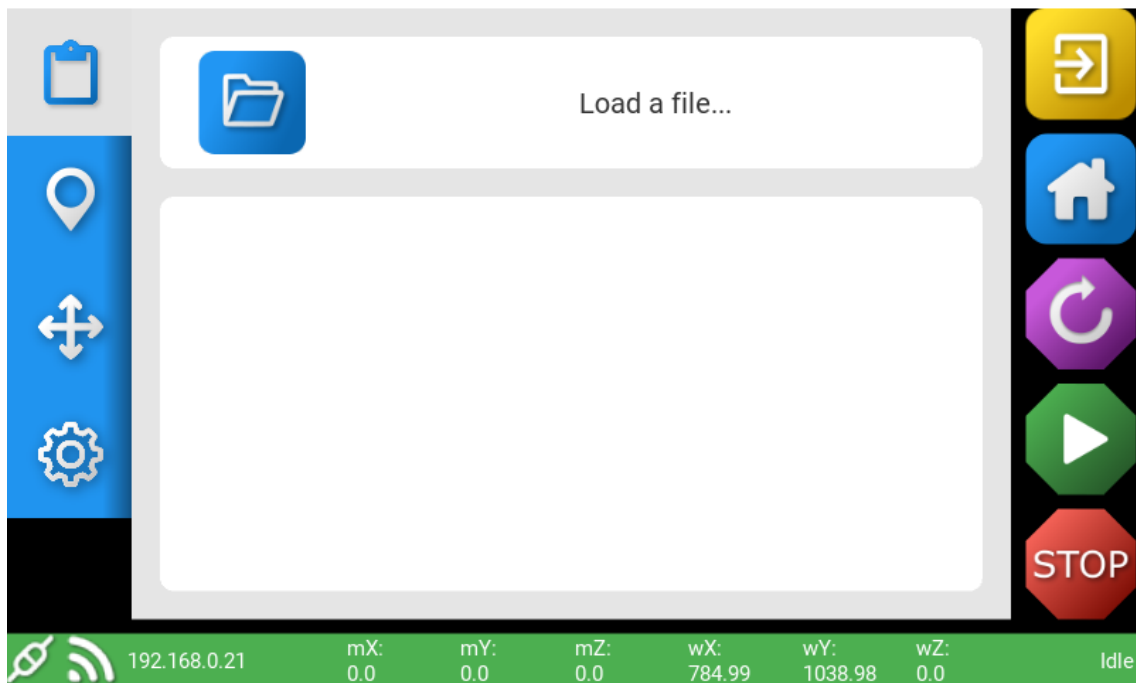 Load a file...
STOP
192.168.0.21
mX:
0.0
mY:
0.0
mZ:
0.0
wX:
784.99
wY:
1038.98
wZ:
0.0
Idle